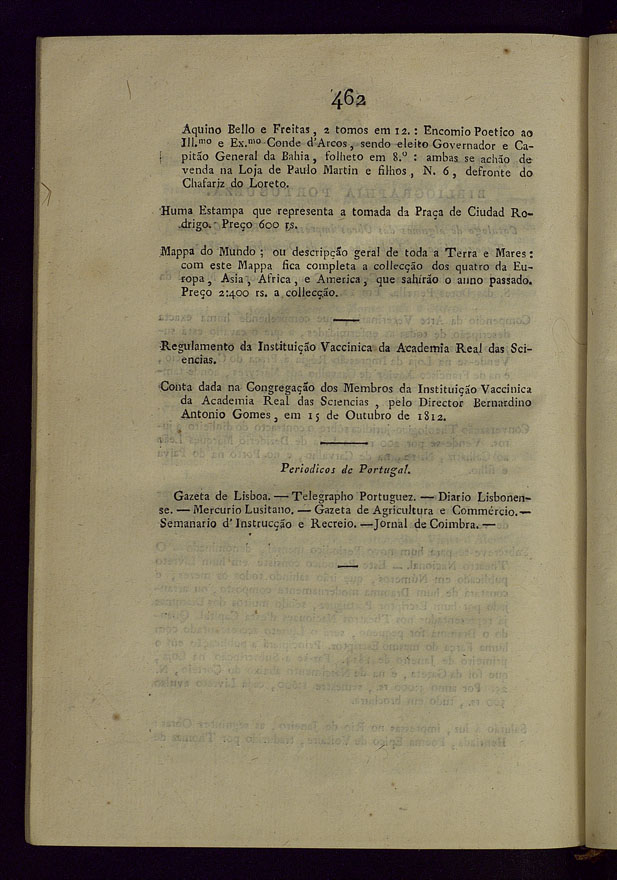 462
Aquino Bello e Freitas, 2 tomos em 12. : Encomio Poetico ao
Ill.mo e Ex.mo Conde d'Arcos, sendo eleito Governador e Ca-
pitão General da Bahia, folheto em 8.º : ambas se achão de
venda na Loja de Paulo Martin e filhos, N. 6, defronte do
Chafariz do Loreto.
Huma Estampa que representa a tomada da Praça de Ciudad Ro-
drigo. Preço 600 rs.
Mappa do Mundo ; ou descripção geral de toda a Terra e Mares :
com este Mappa fica completa a collecção dos quatro da Eu-
ropa, Asia, Africa, e America, que sahírão o anno passado.
Preço 2:400 rs. a collecção.
Regulamento da Instituição Vaccinica da Academia Real das Sci-
encias.
Conta dada na Congregação dos Membros da Instituição Vaccinica
da Academia Real das Sciencias, pelo Director Bernardino
Antonio Gomes, em 15 de Outubro de 1812.
Periodicos de Portugal.
Gazeta de Lisboa. — Telegrapho Portuguez. — Diario Lisbonen-
se. — Mercurio Lusitano. — Gazeta de Agricultura e Commércio. —
Semanario d'Instrucção e Recreio. — Jornal de Coimbra. —